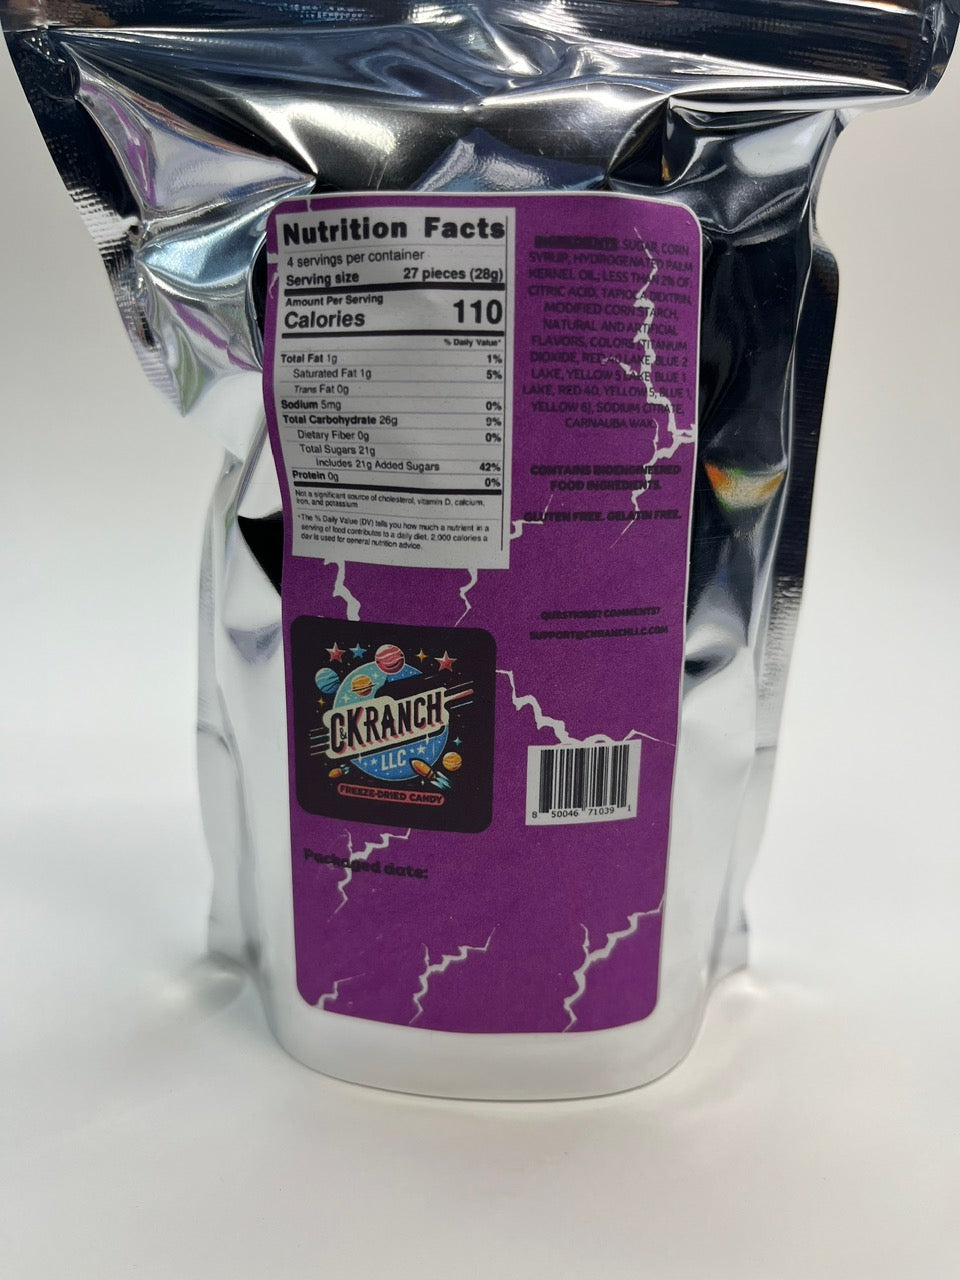 Nutrition Facts
4 servings per container
Serving size 27 pieces (28g)
Amount Per Serving
Calories 110
% Daily Value*
Total Fat 1g 1%
Saturated Fat 1g 5%
Trans Fat 0g
Sodium 5mg 0%
Total Carbohydrate 26g 9%
Dietary Fiber 0g 0%
Total Sugars 21g
Includes 21g Added Sugars 42%
Protein 0g 0%
Not a significant source of cholesterol, vitamin D, calcium,
iron, and potassium
*The % Daily Value (DV) tells you how much a nutrient in a
serving of food contributes to a daily diet. 2,000 calories a
day is used for general nutrition advice.
INGREDIENTS: SUGAR, CORN
SYRUP, HYDROGENATED PALM
KERNEL OIL; LESS THAN 2% OF:
CITRIC ACID, TAPIOCA DEXTRIN,
MODIFIED CORN STARCH,
NATURAL AND ARTIFICIAL
FLAVORS, COLORS (TITANIUM
DIOXIDE, RED 40 LAKE, BLUE 2
LAKE, YELLOW 5 LAKE, BLUE 1
LAKE, RED 40, YELLOW 5, BLUE 1,
YELLOW 6), SODIUM CITRATE,
CARNAUBA WAX.
CONTAINS BIOENGINEERED
FOOD INGREDIENTS.
GLUTEN FREE. GELATIN FREE.
QUESTIONS? COMMENTS?
SUPPORT@CKRANCHLLC.COM
C&KRANCH
LLC
FREEZE-DRIED CANDY
8 50046 71039 1
Packaged date: